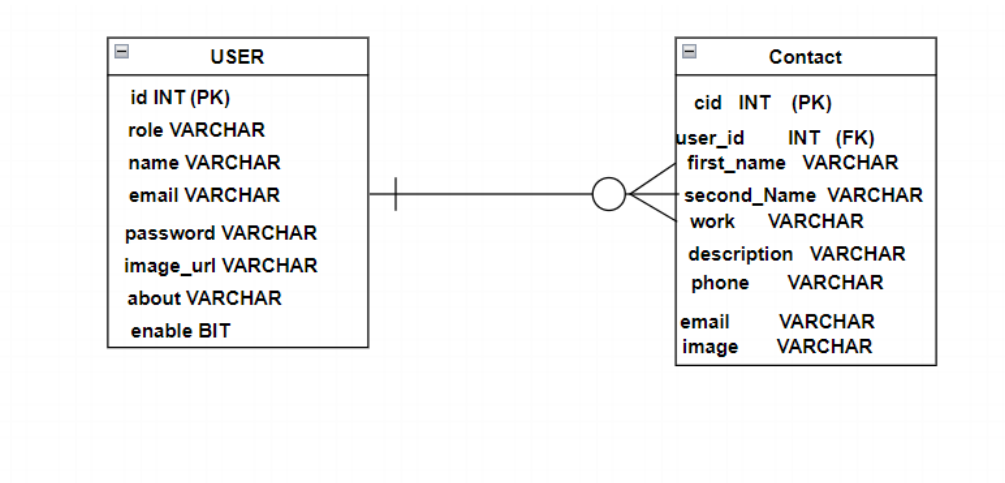 USER
id INT (PK)
role VARCHAR
name VARCHAR
email VARCHAR
password VARCHAR
image_url VARCHAR
about VARCHAR
enable BIT
Contact
cid INT (PK)
user_id INT (FK)
first_name VARCHAR
second_Name VARCHAR
work VARCHAR
description VARCHAR
phone VARCHAR
email VARCHAR
image VARCHAR